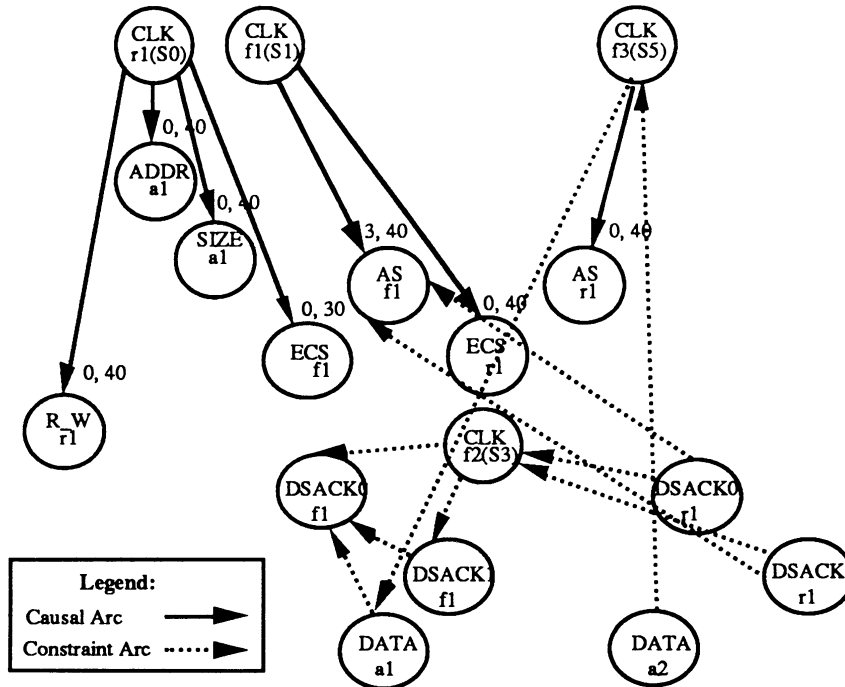 CLK
r1(S0)
CLK
f1(S1)
CLK
f3(S5)
0, 40
ADDR
a1
0, 40
SIZE
a1
3, 40
AS
f1
0, 40
AS
r1
0, 30
ECS
f1
0, 40
ECS
r1
0, 40
R_W
r1
CLK
f2(S3)
DSACK0
f1
DSACK0
r1
DSACK1
f1
DSACK
r1
DATA
a1
DATA
a2
Legend:
Causal Arc
Constraint Arc